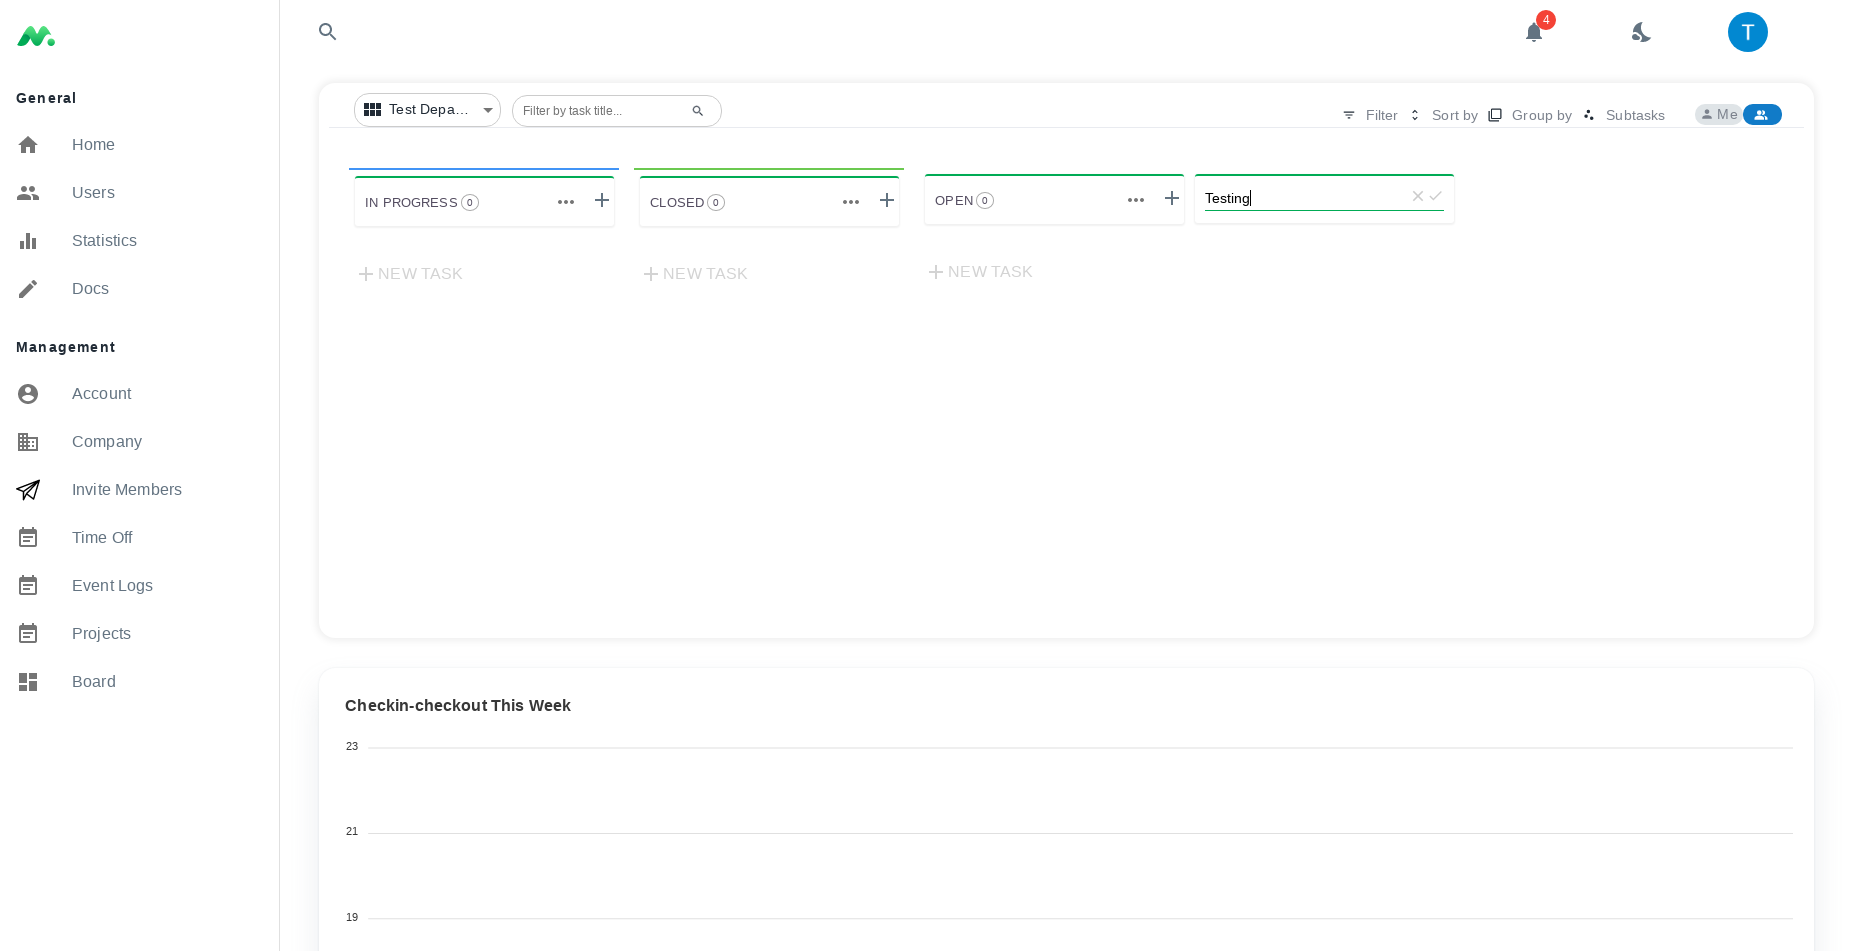 4
T
General
Home
Users
Statistics
Docs
Management
Account
Company
Invite Members
Time Off
Event Logs
Projects
Board
Test Depa...
Filter by task title...
Filter
Sort by
Group by
Subtasks
Me
IN PROGRESS 0
CLOSED 0
OPEN 0
Testing
NEW TASK
NEW TASK
NEW TASK
Checkin-checkout This Week
23
21
19